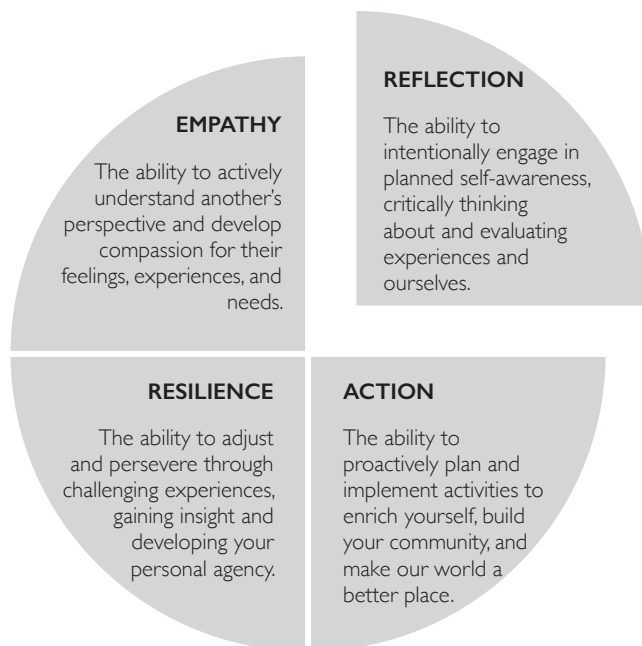 EMPATHY
The ability to actively
understand another’s
perspective and develop
compassion for their
feelings, experiences, and
needs.
REFLECTION
The ability to
intentionally engage in
planned self-awareness,
critically thinking
about and evaluating
experiences and
ourselves.
RESILIENCE
The ability to adjust
and persevere through
challenging experiences,
gaining insight and
developing your
personal agency.
ACTION
The ability to
proactively plan and
implement activities to
enrich yourself, build
your community, and
make our world a
better place.